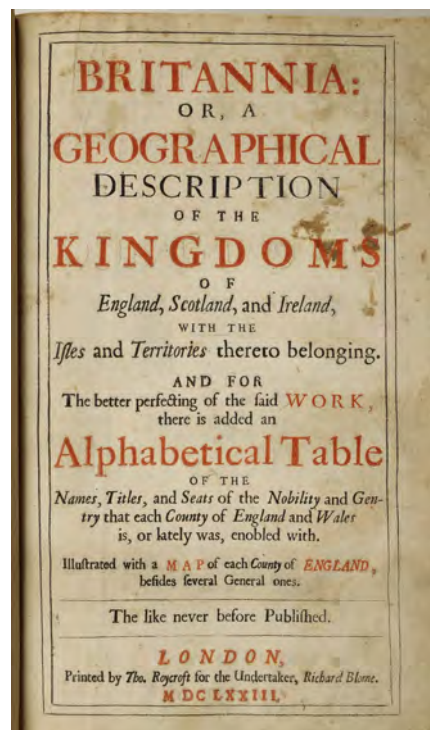 BRITANNIA:
OR, A
GEOGRAPHICAL
DESCRIPTION
OF THE
KINGDOMS
OF
England, Scotland, and Ireland,
WITH THE
Iſles and Territories thereto belonging.
AND FOR
The better perfecting of the ſaid WORK,
there is added an
Alphabetical Table
OF THE
Names, Titles, and Seats of the Nobility and Gen-
try that each County of England and Wales
is, or lately was, enobled with.
Illuſtrated with a MAP of each County of ENGLAND,
beſides ſeveral General ones.
The like never before Publiſhed.
LONDON,
Printed by Tho. Roycroft for the Undertaker, Richard Blome.
MDCLXXIII.